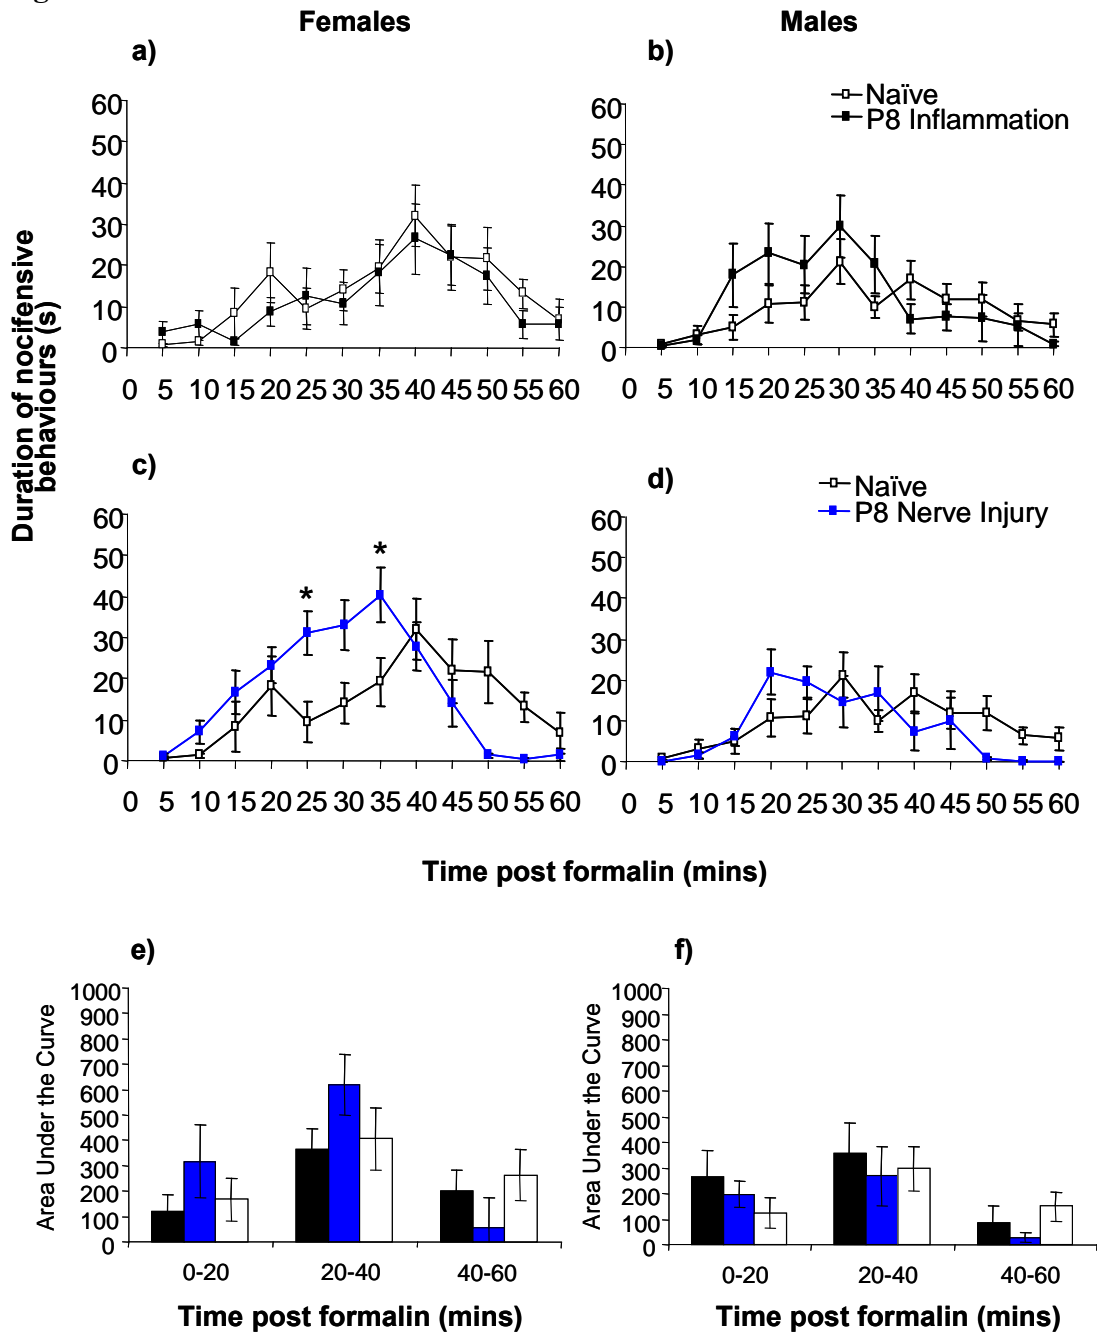 Females
Males
a)
b)
Naïve
P8 Inflammation
60
50
40
30
20
10
0
0 5 10 15 20 25 30 35 40 45 50 55 60
60
50
40
30
20
10
0
0 5 10 15 20 25 30 35 40 45 50 55 60
Duration of nocifensive
behaviours (s)
c)
d)
Naïve
P8 Nerve Injury
60
50
40
30
20
10
0
* *
0 5 10 15 20 25 30 35 40 45 50 55 60
60
50
40
30
20
10
0
0 5 10 15 20 25 30 35 40 45 50 55 60
Time post formalin (mins)
e)
f)
Area Under the Curve
1000
900
800
700
600
500
400
300
200
100
0
0-20 20-40 40-60
Time post formalin (mins)
Area Under the Curve
1000
900
800
700
600
500
400
300
200
100
0
0-20 20-40 40-60
Time post formalin (mins)